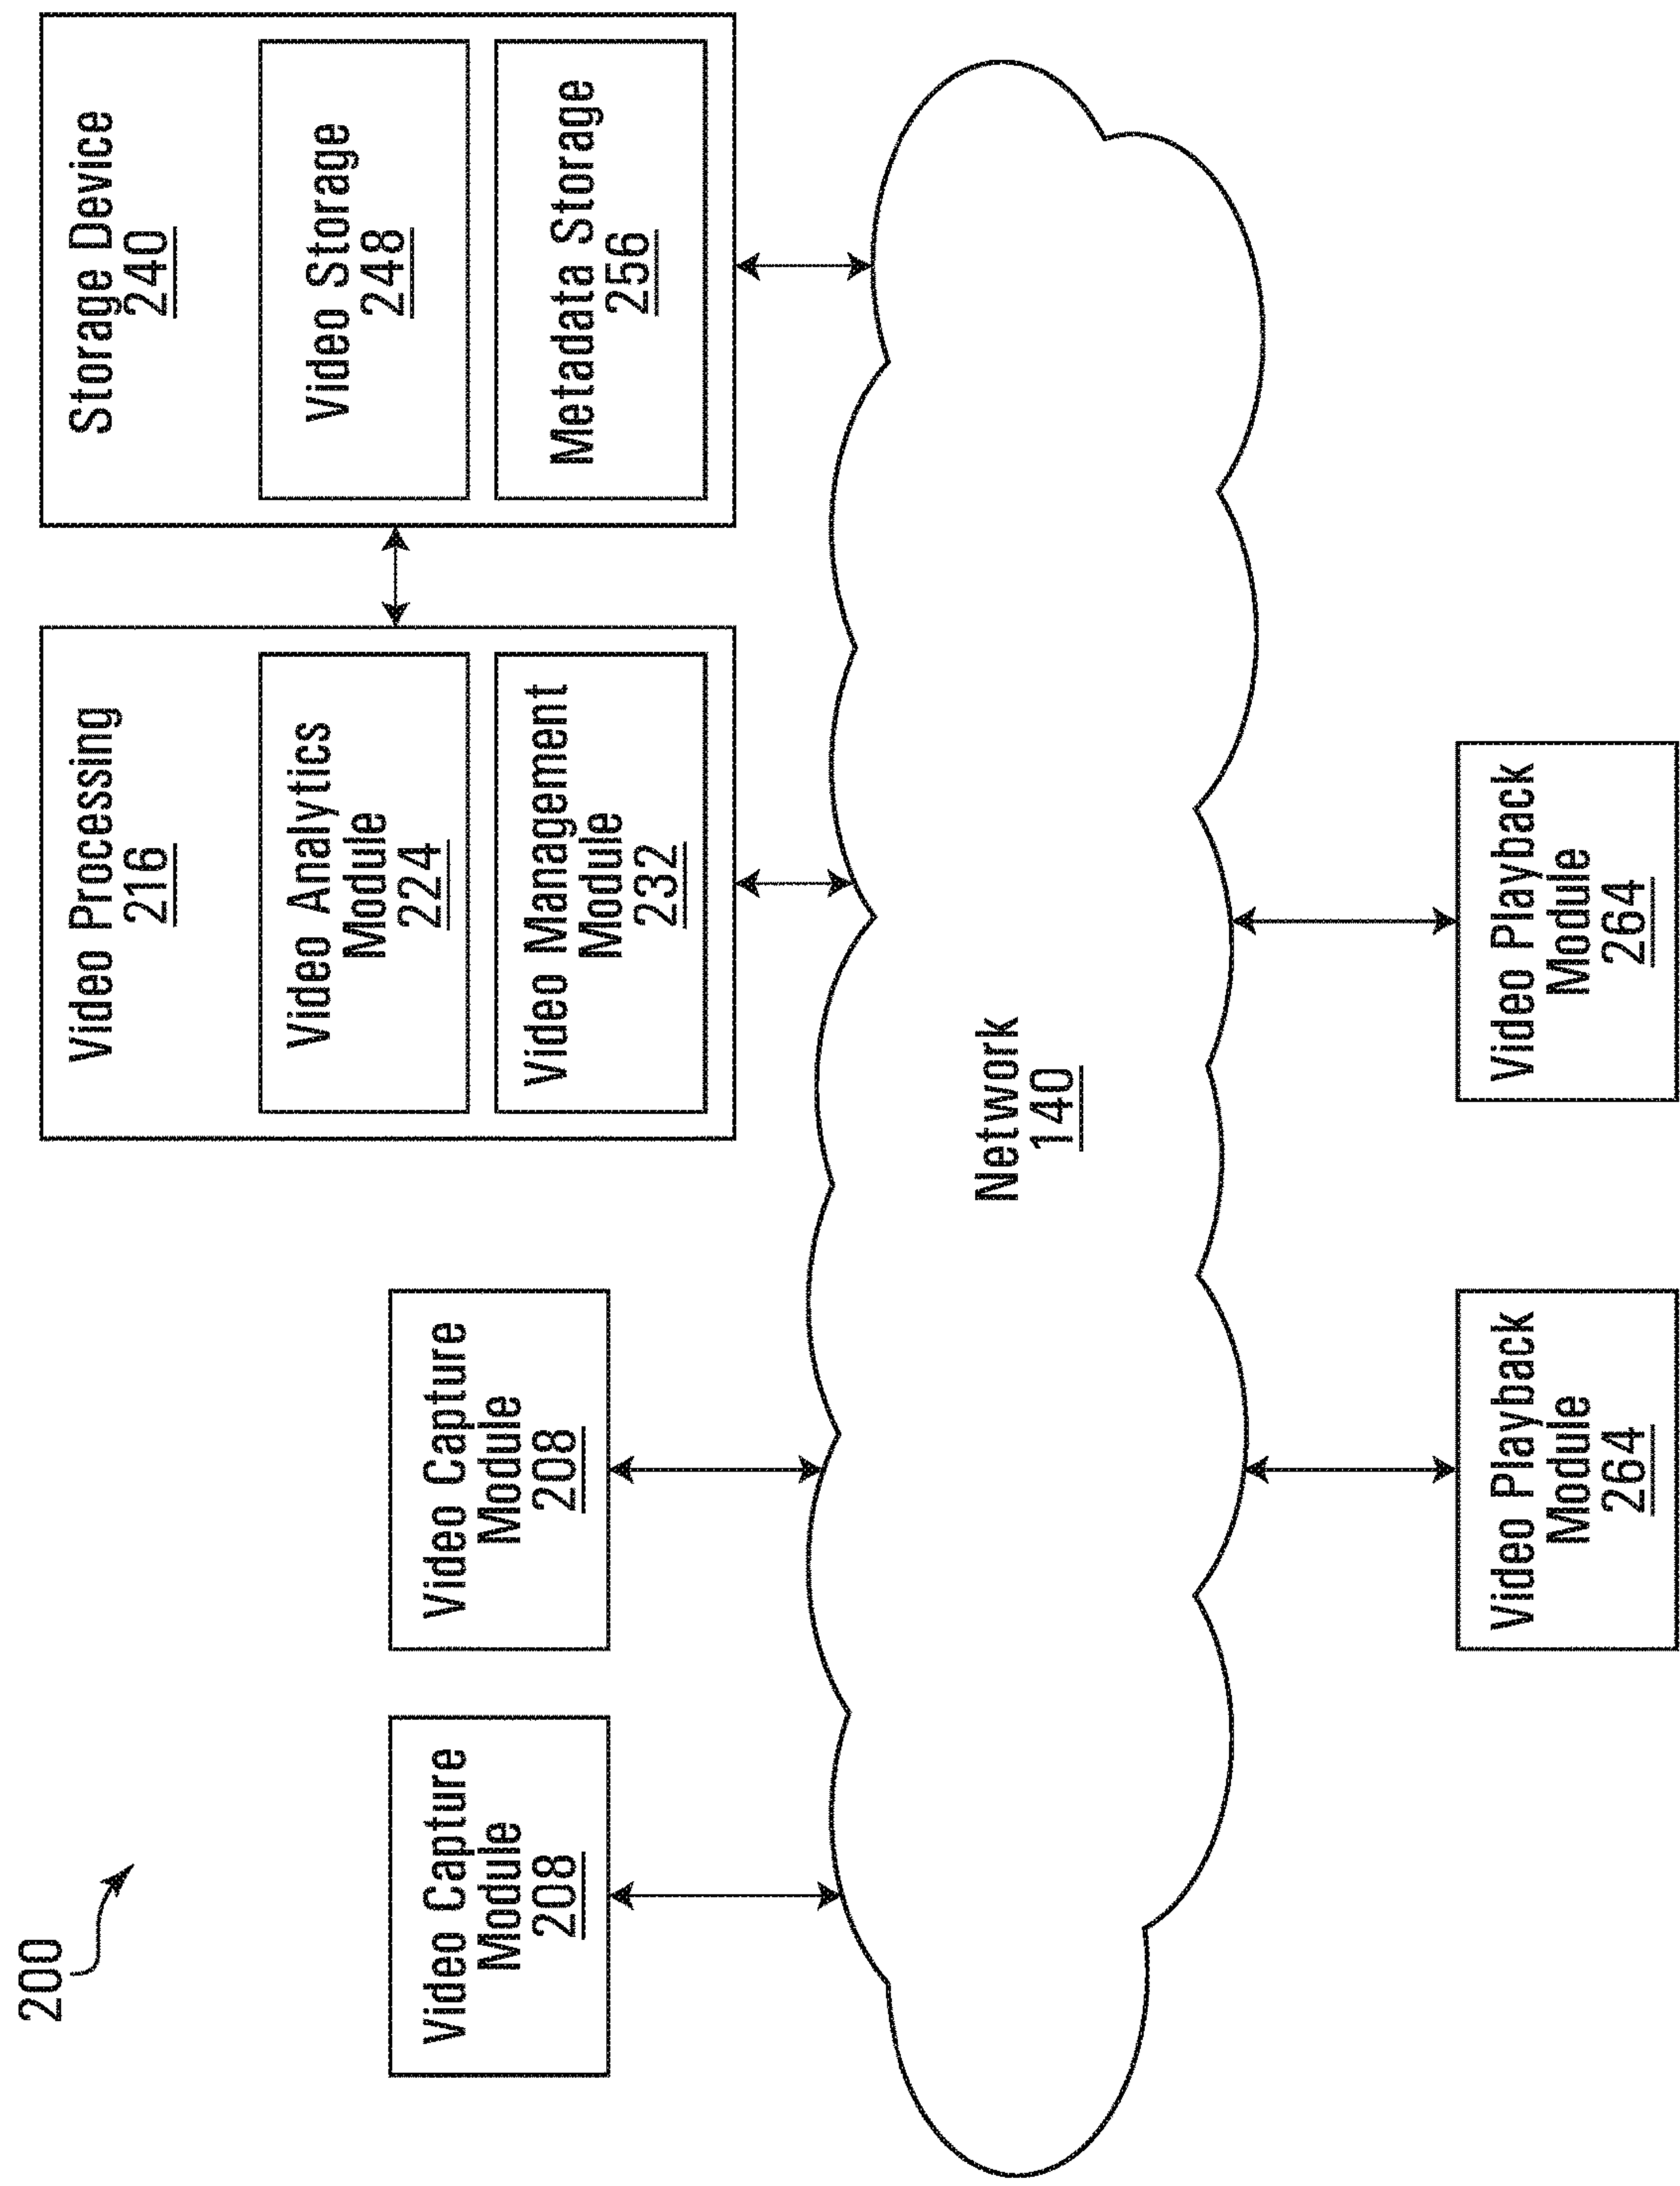 200
Video Capture
Module
208
Video Capture
Module
208
Video Processing
216
Video Analytics
Module
224
Video Management
Module
232
Storage Device
240
Video Storage
248
Metadata Storage
256
Network
140
Video Playback
Module
264
Video Playback
Module
264